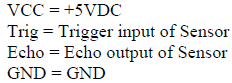 VCC = +5VDC
Trig = Trigger input of Sensor
Echo = Echo output of Sensor
GND = GND